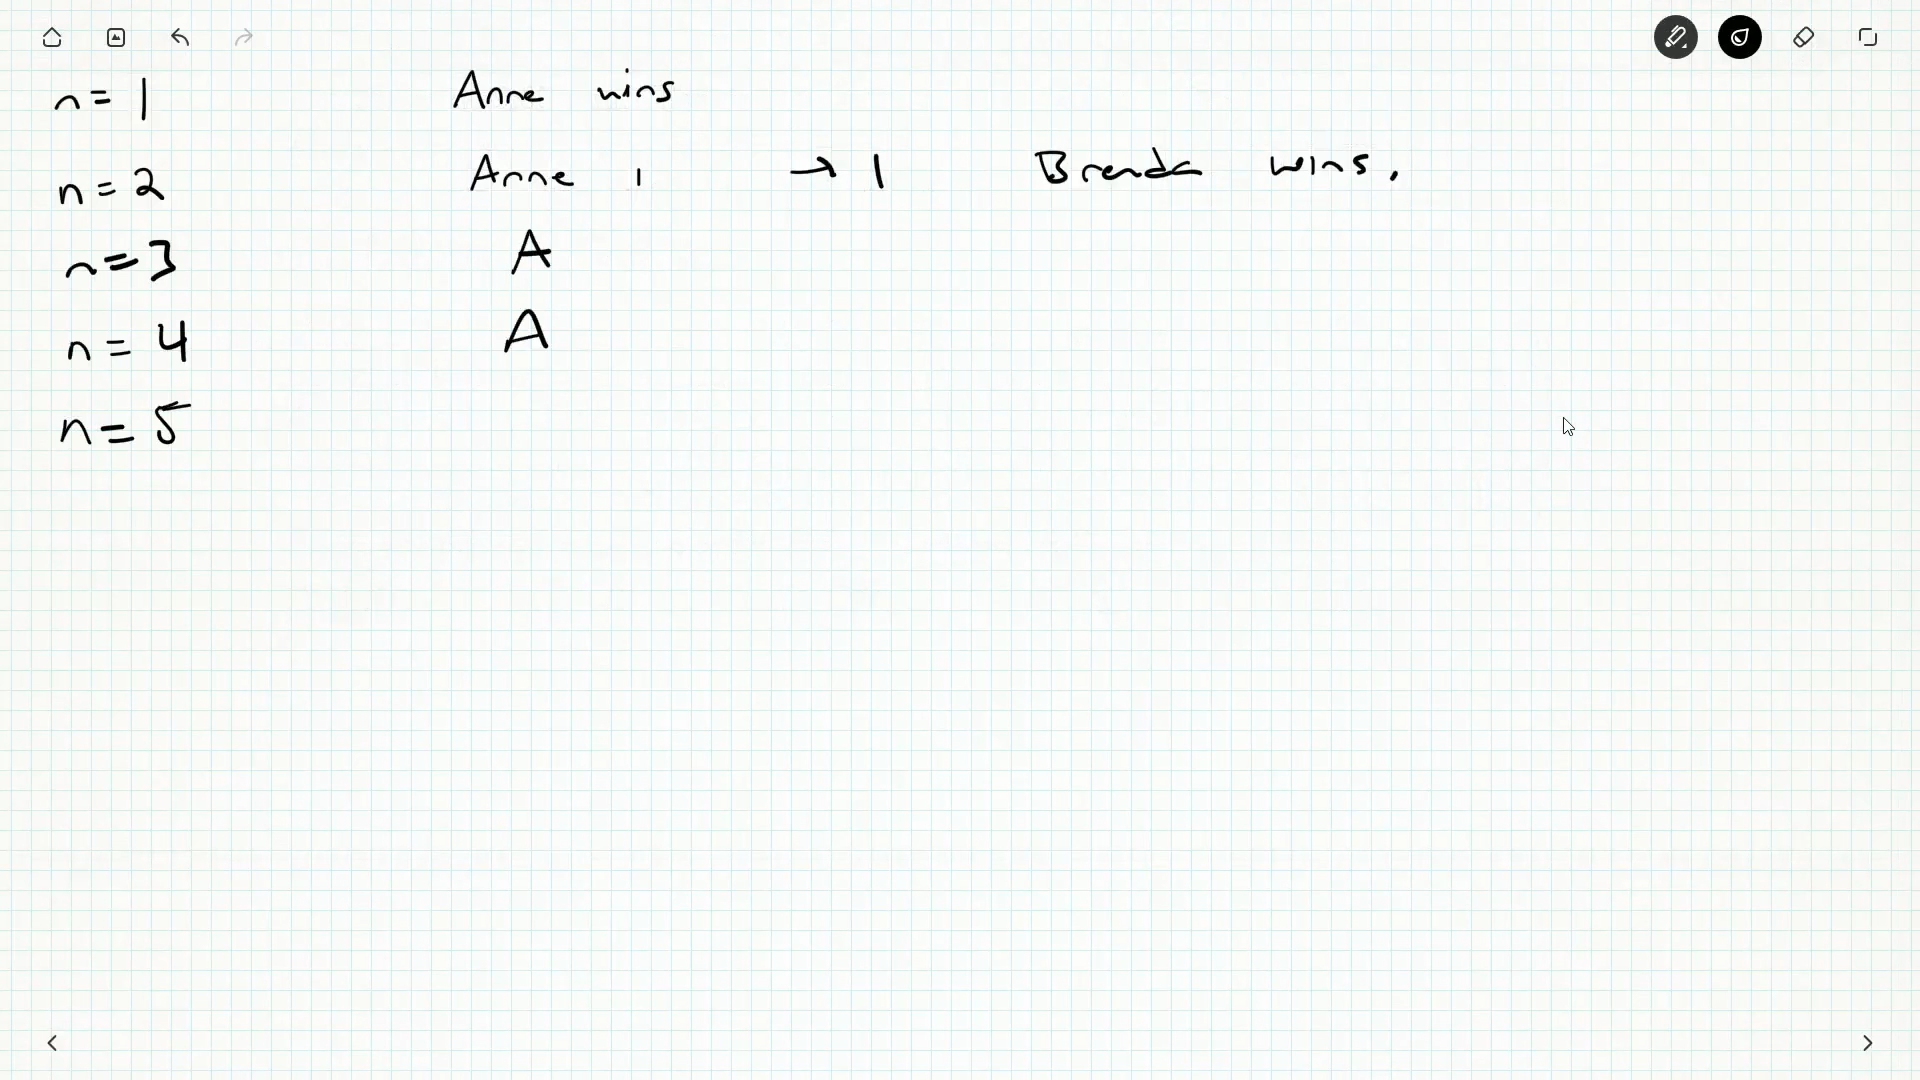 n = 1 Anne wins
n = 2 Anne 1 → 1 Brenda wins.
n = 3 A
n = 4 A
n = 5